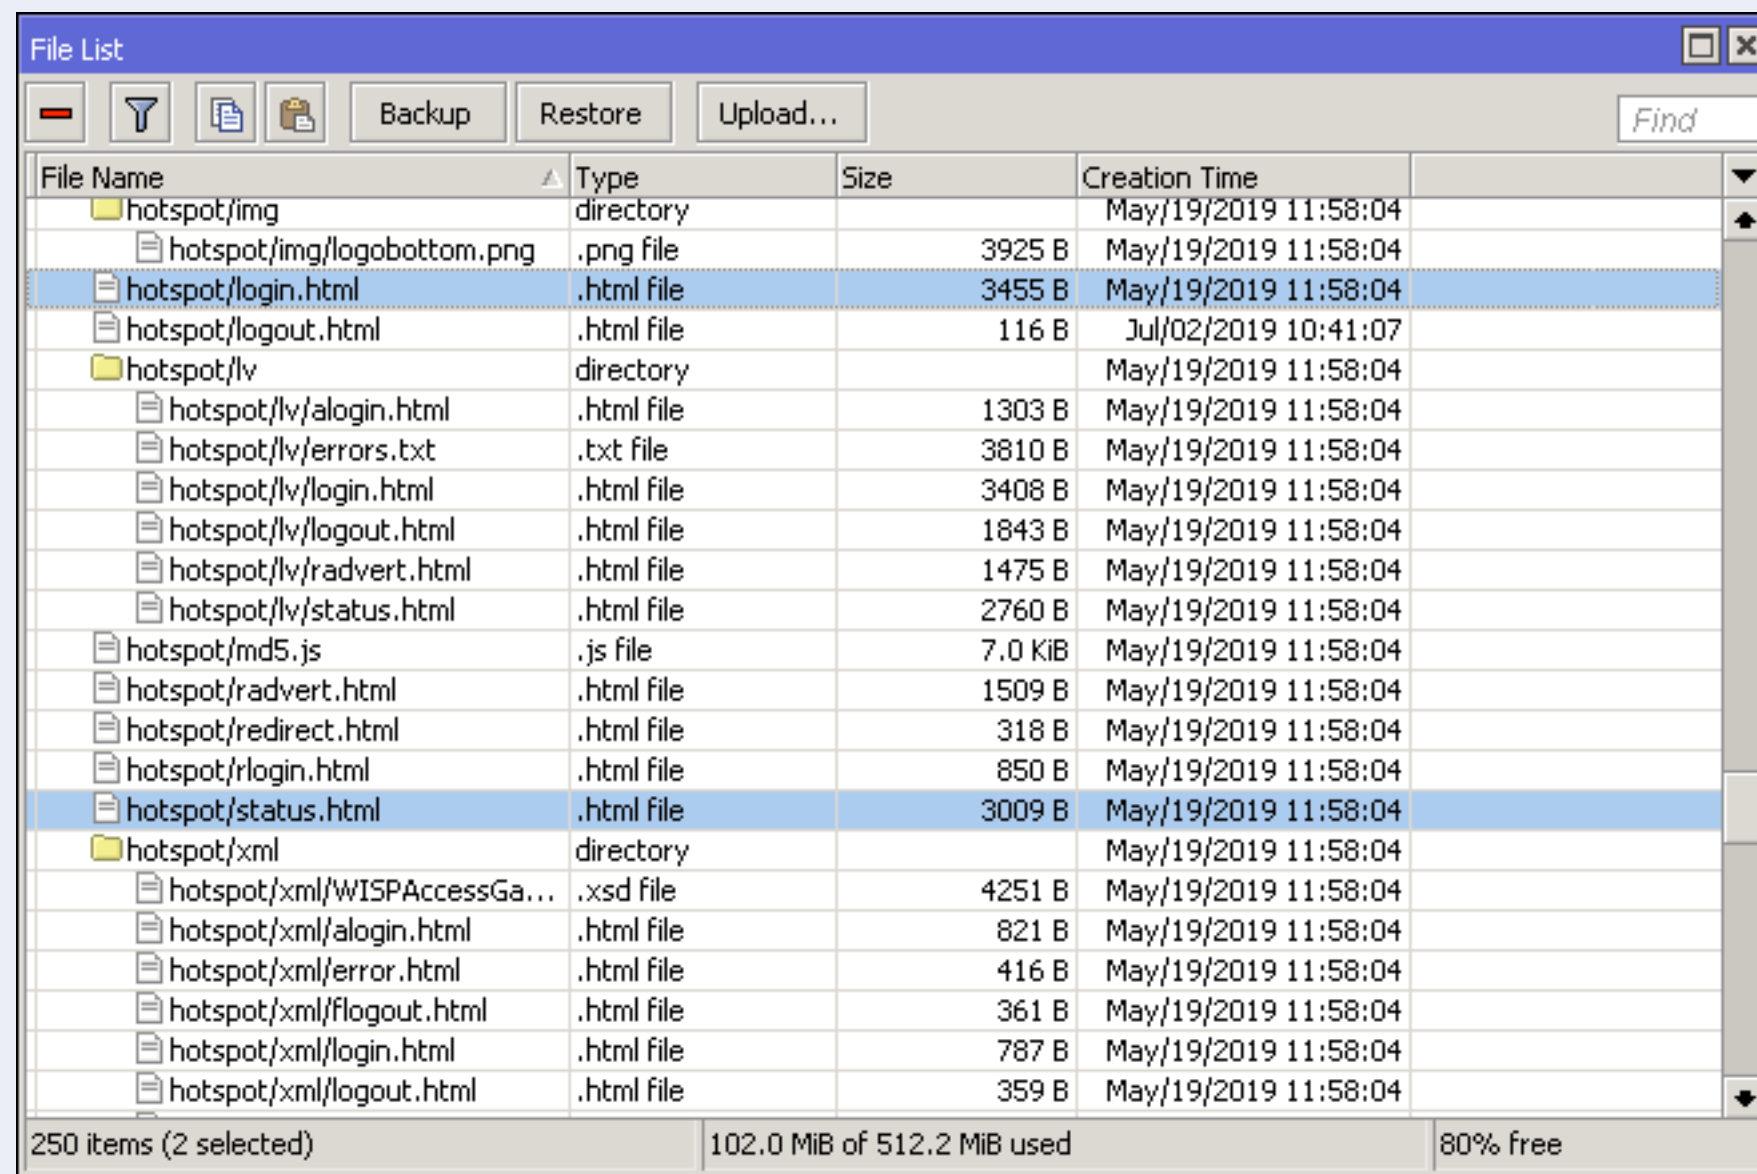 File List
Backup Restore Upload... Find
File Name Type Size Creation Time
hotspot/img directory May/19/2019 11:58:04
hotspot/img/logobottom.png .png file 3925 B May/19/2019 11:58:04
hotspot/login.html .html file 3455 B May/19/2019 11:58:04
hotspot/logout.html .html file 116 B Jul/02/2019 10:41:07
hotspot/lv directory May/19/2019 11:58:04
hotspot/lv/alogin.html .html file 1303 B May/19/2019 11:58:04
hotspot/lv/errors.txt .txt file 3810 B May/19/2019 11:58:04
hotspot/lv/login.html .html file 3408 B May/19/2019 11:58:04
hotspot/lv/logout.html .html file 1843 B May/19/2019 11:58:04
hotspot/lv/radvert.html .html file 1475 B May/19/2019 11:58:04
hotspot/lv/status.html .html file 2760 B May/19/2019 11:58:04
hotspot/md5.js .js file 7.0 KiB May/19/2019 11:58:04
hotspot/radvert.html .html file 1509 B May/19/2019 11:58:04
hotspot/redirect.html .html file 318 B May/19/2019 11:58:04
hotspot/rlogin.html .html file 850 B May/19/2019 11:58:04
hotspot/status.html .html file 3009 B May/19/2019 11:58:04
hotspot/xml directory May/19/2019 11:58:04
hotspot/xml/WISPAccessGa... .xsd file 4251 B May/19/2019 11:58:04
hotspot/xml/alogin.html .html file 821 B May/19/2019 11:58:04
hotspot/xml/error.html .html file 416 B May/19/2019 11:58:04
hotspot/xml/flogout.html .html file 361 B May/19/2019 11:58:04
hotspot/xml/login.html .html file 787 B May/19/2019 11:58:04
hotspot/xml/logout.html .html file 359 B May/19/2019 11:58:04
250 items (2 selected) 102.0 MiB of 512.2 MiB used 80% free